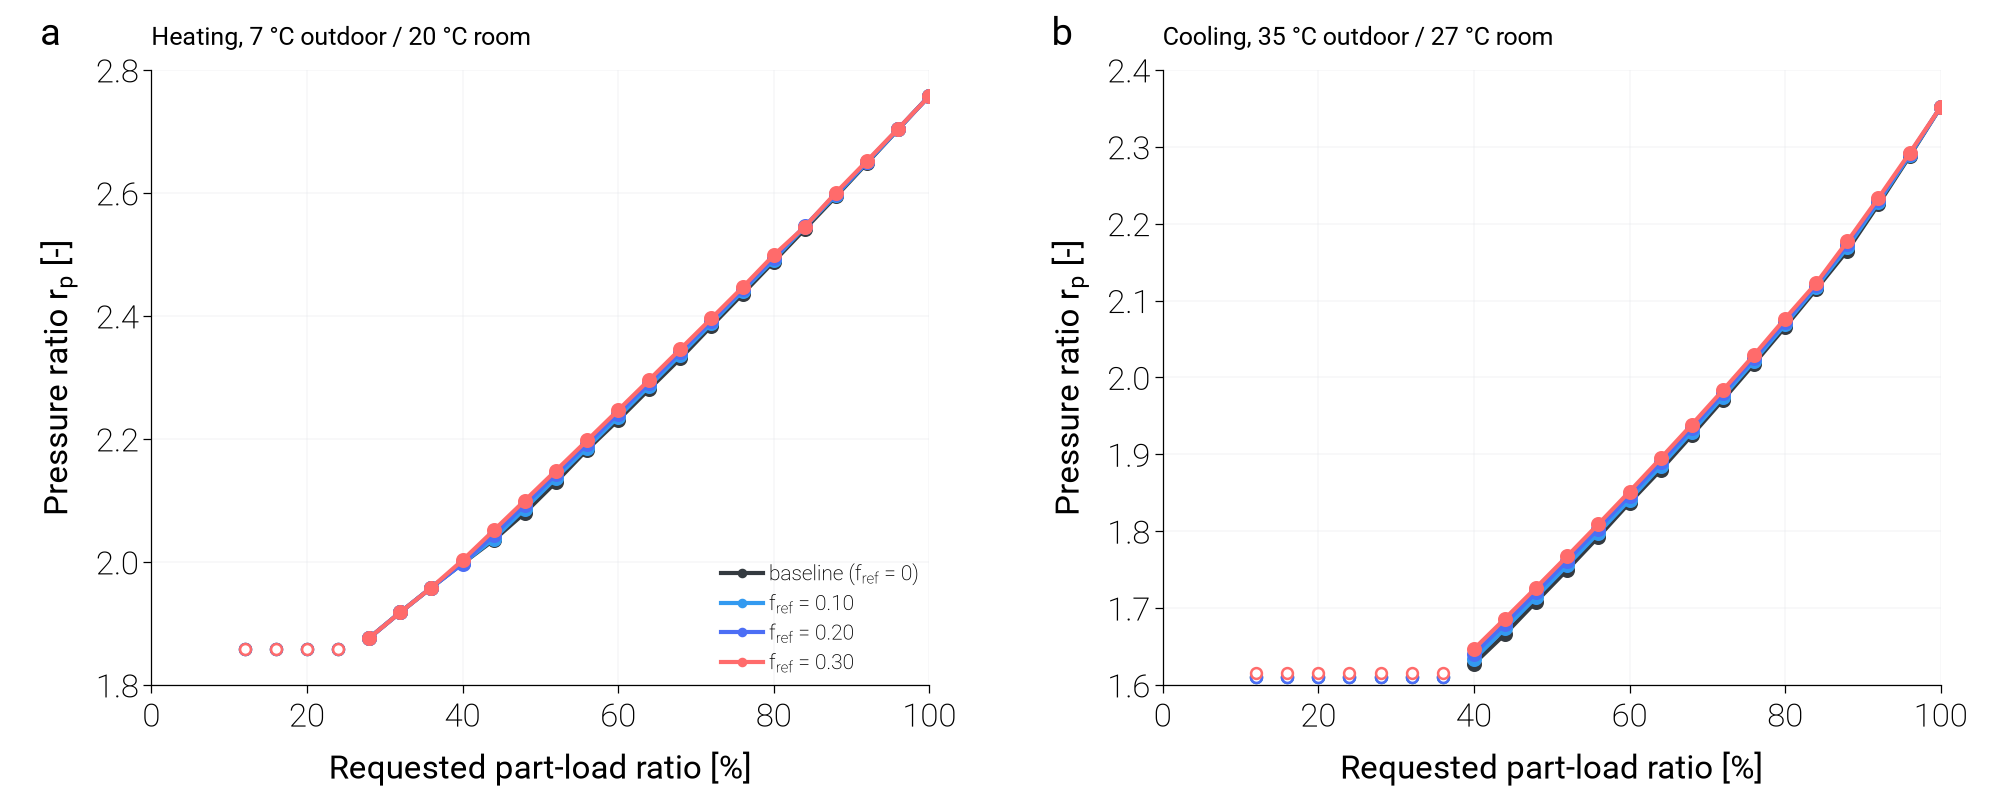 a
Heating, 7 °C outdoor / 20 °C room
2.8
2.6
2.4
2.2
2.0
1.8
Pressure ratio rp [-]
baseline (fref = 0)
fref = 0.10
fref = 0.20
fref = 0.30
0 20 40 60 80 100
Requested part-load ratio [%]
b
Cooling, 35 °C outdoor / 27 °C room
2.4
2.3
2.2
2.1
2.0
1.9
1.8
1.7
1.6
Pressure ratio rp [-]
0 20 40 60 80 100
Requested part-load ratio [%]